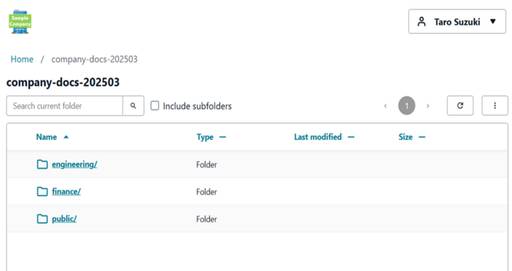 Sample
Company
Taro Suzuki
Home / company-docs-202503
company-docs-202503
Search current folder
Include subfolders
1
Name Type Last modified Size
engineering/ Folder
finance/ Folder
public/ Folder